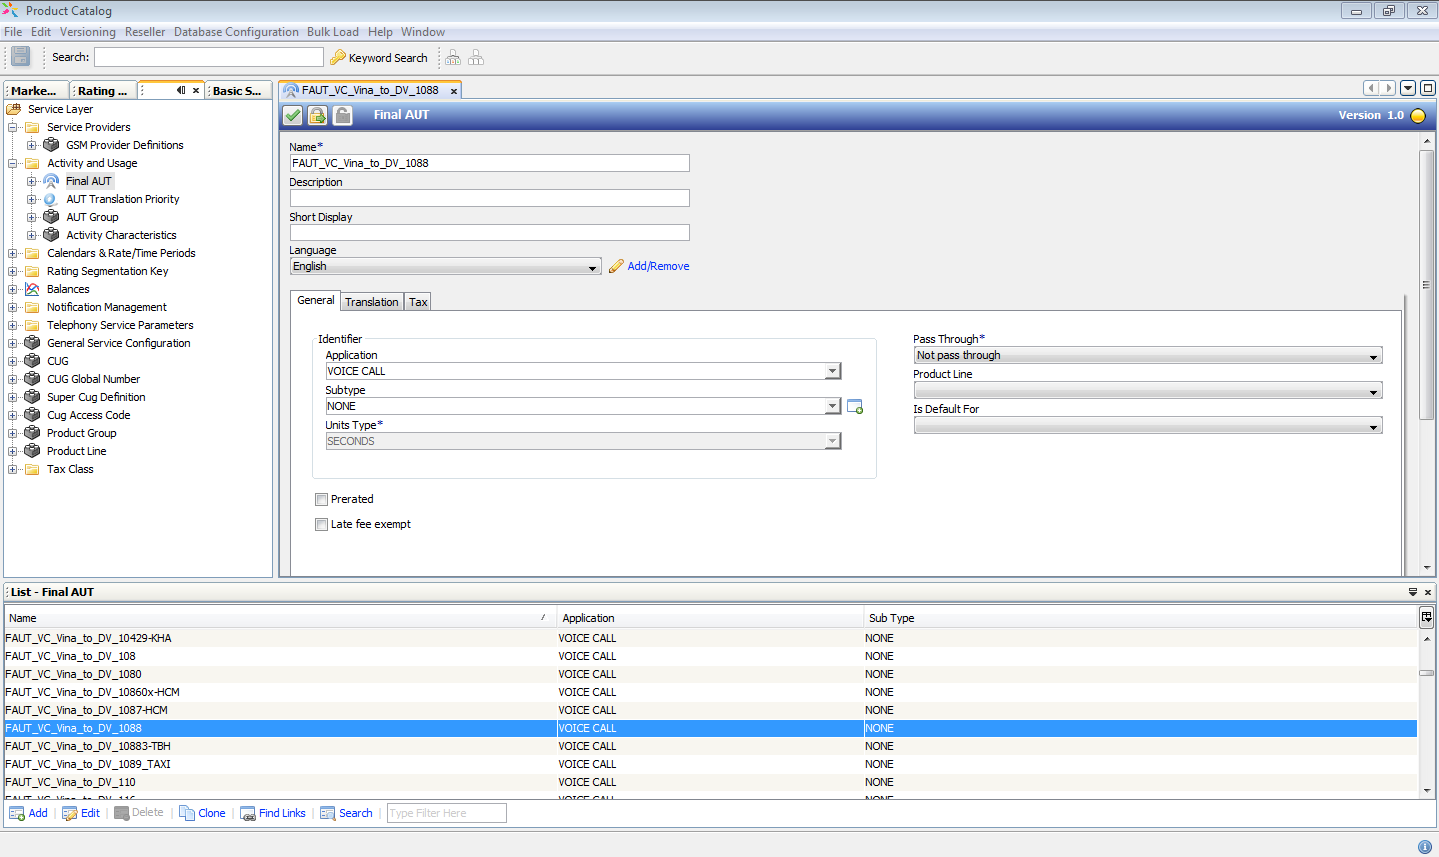 Product Catalog
File Edit Versioning Reseller Database Configuration Bulk Load Help Window
Search: Keyword Search
Marke... Rating ... Basic S...
Service Layer
Service Providers
GSM Provider Definitions
Activity and Usage
Final AUT
AUT Translation Priority
AUT Group
Activity Characteristics
Calendars & Rate/Time Periods
Rating Segmentation Key
Balances
Notification Management
Telephony Service Parameters
General Service Configuration
CUG
CUG Global Number
Super Cug Definition
Cug Access Code
Product Group
Product Line
Tax Class
FAUT_VC_Vina_to_DV_1088
Final AUT Version 1.0
Name*
FAUT_VC_Vina_to_DV_1088
Description
Short Display
Language
English Add/Remove
General Translation Tax
Identifier
Application
VOICE CALL
Subtype
NONE
Units Type*
SECONDS
Prerated
Late fee exempt
Pass Through*
Not pass through
Product Line
Is Default For
List - Final AUT
Name Application Sub Type
FAUT_VC_Vina_to_DV_10429-KHA VOICE CALL NONE
FAUT_VC_Vina_to_DV_108 VOICE CALL NONE
FAUT_VC_Vina_to_DV_1080 VOICE CALL NONE
FAUT_VC_Vina_to_DV_10860x-HCM VOICE CALL NONE
FAUT_VC_Vina_to_DV_1087-HCM VOICE CALL NONE
FAUT_VC_Vina_to_DV_1088 VOICE CALL NONE
FAUT_VC_Vina_to_DV_10883-TBH VOICE CALL NONE
FAUT_VC_Vina_to_DV_1089_TAXI VOICE CALL NONE
FAUT_VC_Vina_to_DV_110 VOICE CALL NONE
FAUT_VC_Vina_to_DV_116 VOICE CALL NONE
Add Edit Delete Clone Find Links Search Type Filter Here